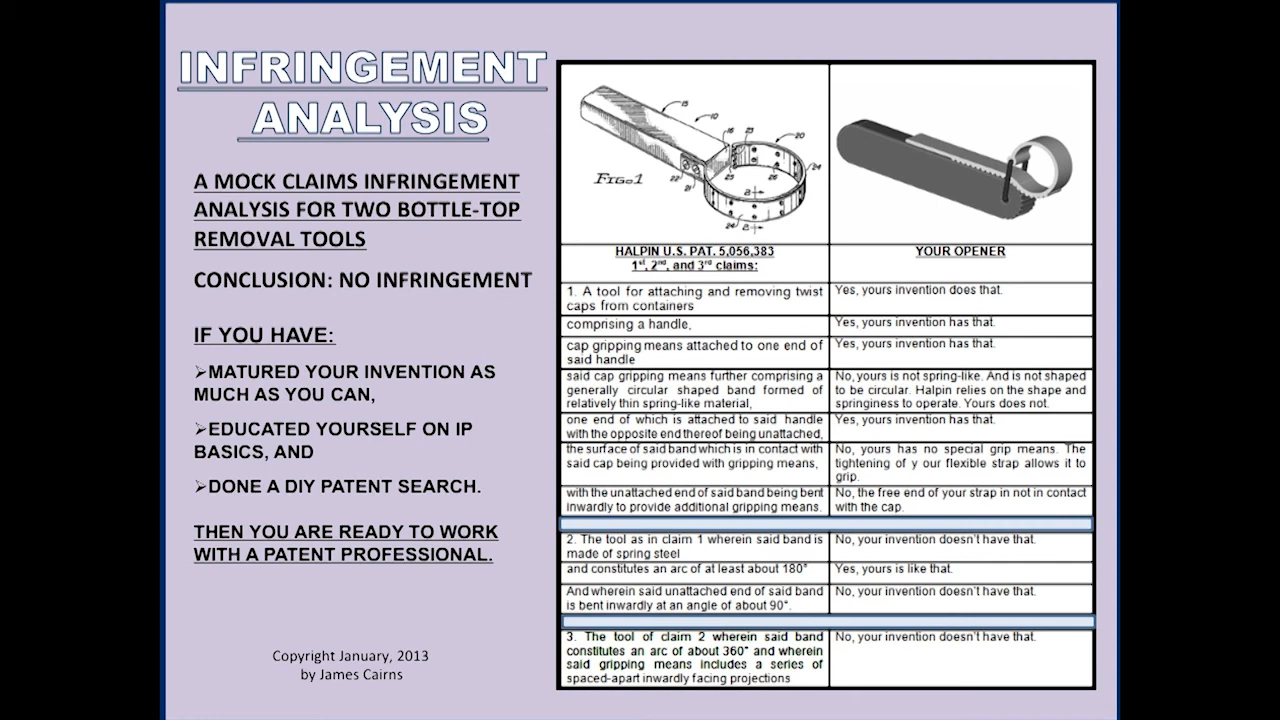 INFRINGEMENT
ANALYSIS
A MOCK CLAIMS INFRINGEMENT
ANALYSIS FOR TWO BOTTLE-TOP
REMOVAL TOOLS
CONCLUSION: NO INFRINGEMENT
IF YOU HAVE:
➢MATURED YOUR INVENTION AS
MUCH AS YOU CAN,
➢EDUCATED YOURSELF ON IP
BASICS, AND
➢DONE A DIY PATENT SEARCH.
THEN YOU ARE READY TO WORK
WITH A PATENT PROFESSIONAL.
Copyright January, 2013
by James Cairns
15
10
16
23
20
24
22
21
25
26
2
24
2
FIG.1
HALPIN U.S. PAT. 5,056,383
1st, 2nd, and 3rd claims:
YOUR OPENER
1. A tool for attaching and removing twist
caps from containers
Yes, yours invention does that.
comprising a handle,
Yes, yours invention has that.
cap gripping means attached to one end of
said handle
Yes, yours invention has that.
said cap gripping means further comprising a
generally circular shaped band formed of
relatively thin spring-like material,
No, yours is not spring-like. And is not shaped
to be circular. Halpin relies on the shape and
springiness to operate. Yours does not.
one end of which is attached to said handle
with the opposite end thereof being unattached,
Yes, yours invention has that.
the surface of said band which is in contact with
said cap being provided with gripping means,
No, yours has no special grip means. The
tightening of y our flexible strap allows it to
grip.
with the unattached end of said band being bent
inwardly to provide additional gripping means.
No, the free end of your strap in not in contact
with the cap.
2. The tool as in claim 1 wherein said band is
made of spring steel
No, your invention doesn't have that.
and constitutes an arc of at least about 180°
Yes, yours is like that.
And wherein said unattached end of said band
is bent inwardly at an angle of about 90°.
No, your invention doesn't have that.
3. The tool of claim 2 wherein said band
constitutes an arc of about 360° and wherein
said gripping means includes a series of
spaced-apart inwardly facing projections
No, your invention doesn't have that.